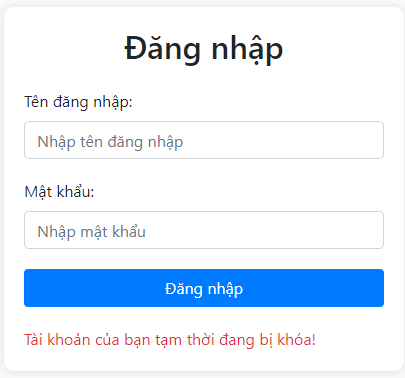 Đăng nhập
Tên đăng nhập:
Nhập tên đăng nhập
Mật khẩu:
Nhập mật khẩu
Đăng nhập
Tài khoản của bạn tạm thời đang bị khóa!